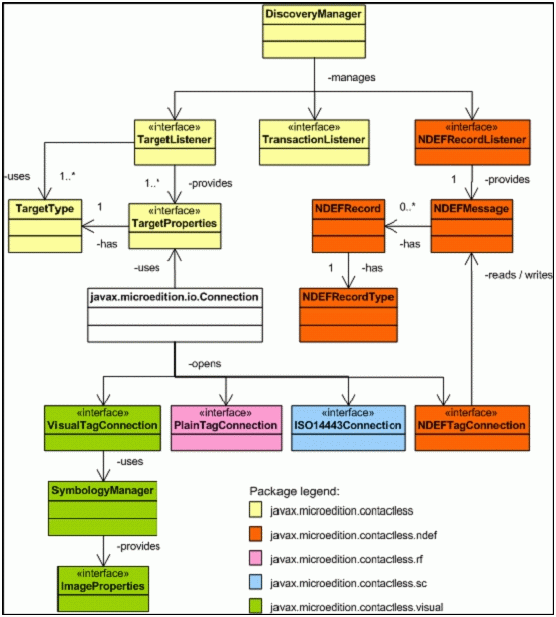 DiscoveryManager
-manages
«interface»
TargetListener
«interface»
TransactionListener
«interface»
NDEFRecordListener
-uses
1..*
1..*
-provides
1
-provides
TargetType
1
-has
«interface»
TargetProperties
NDEFRecord
0..*
-has
NDEFMessage
-uses
1
-has
-reads / writes
javax.microedition.io.Connection
NDEFRecordType
-opens
«interface»
VisualTagConnection
«interface»
PlainTagConnection
«interface»
ISO14443Connection
«interface»
NDEFTagConnection
-uses
SymbologyManager
-provides
«interface»
ImageProperties
Package legend:
javax.microedition.contactless
javax.microedition.contactless.ndef
javax.microedition.contactless.rf
javax.microedition.contactless.sc
javax.microedition.contactless.visual